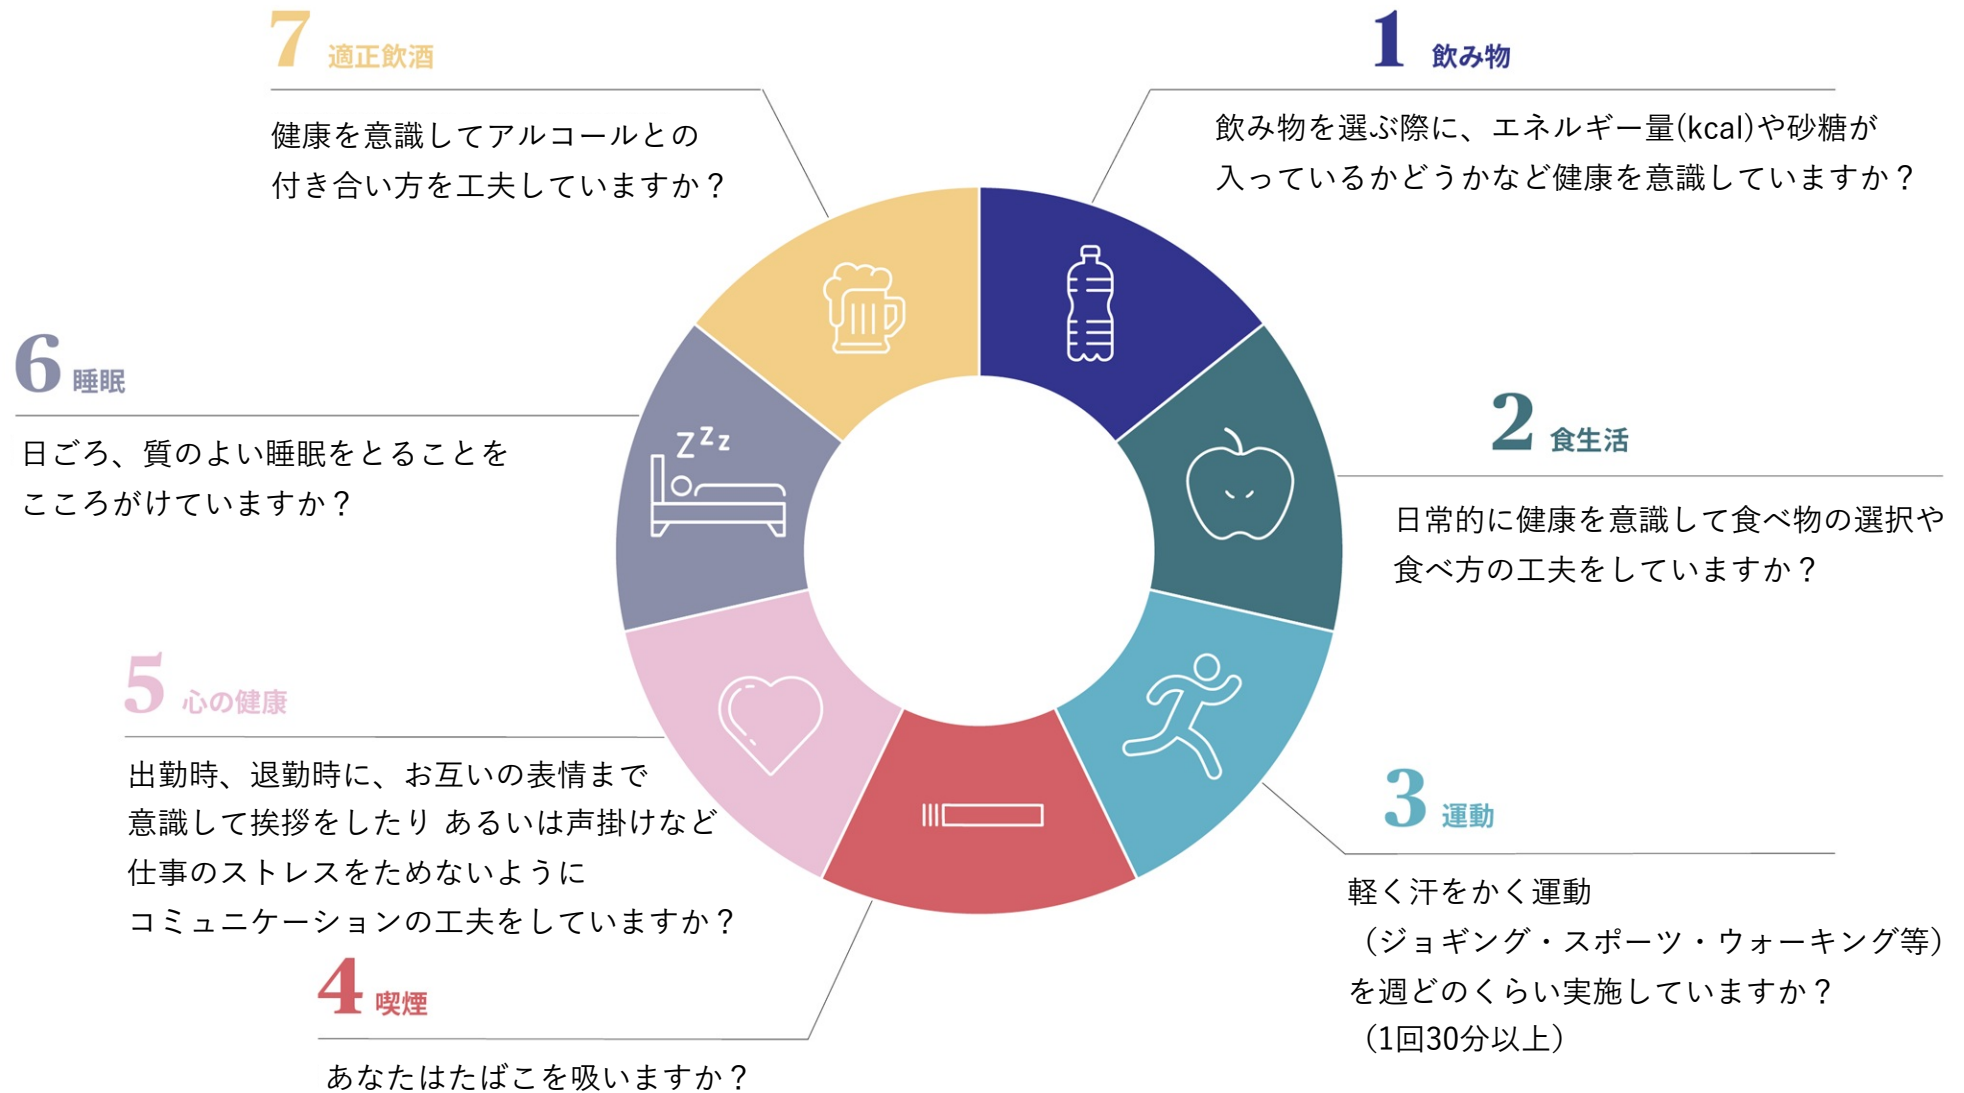 1 飲み物
飲み物を選ぶ際に、エネルギー量(kcal)や砂糖が
入っているかどうかなど健康を意識していますか？
2 食生活
日常的に健康を意識して食べ物の選択や
食べ方の工夫をしていますか？
3 運動
軽く汗をかく運動
（ジョギング・スポーツ・ウォーキング等）
を週どのくらい実施していますか？
（1回30分以上）
4 喫煙
あなたはたばこを吸いますか？
5 心の健康
出勤時、退勤時に、お互いの表情まで
意識して挨拶をしたり あるいは声掛けなど
仕事のストレスをためないように
コミュニケーションの工夫をしていますか？
6 睡眠
日ごろ、質のよい睡眠をとることを
こころがけていますか？
zzz
7 適正飲酒
健康を意識してアルコールとの
付き合い方を工夫していますか？